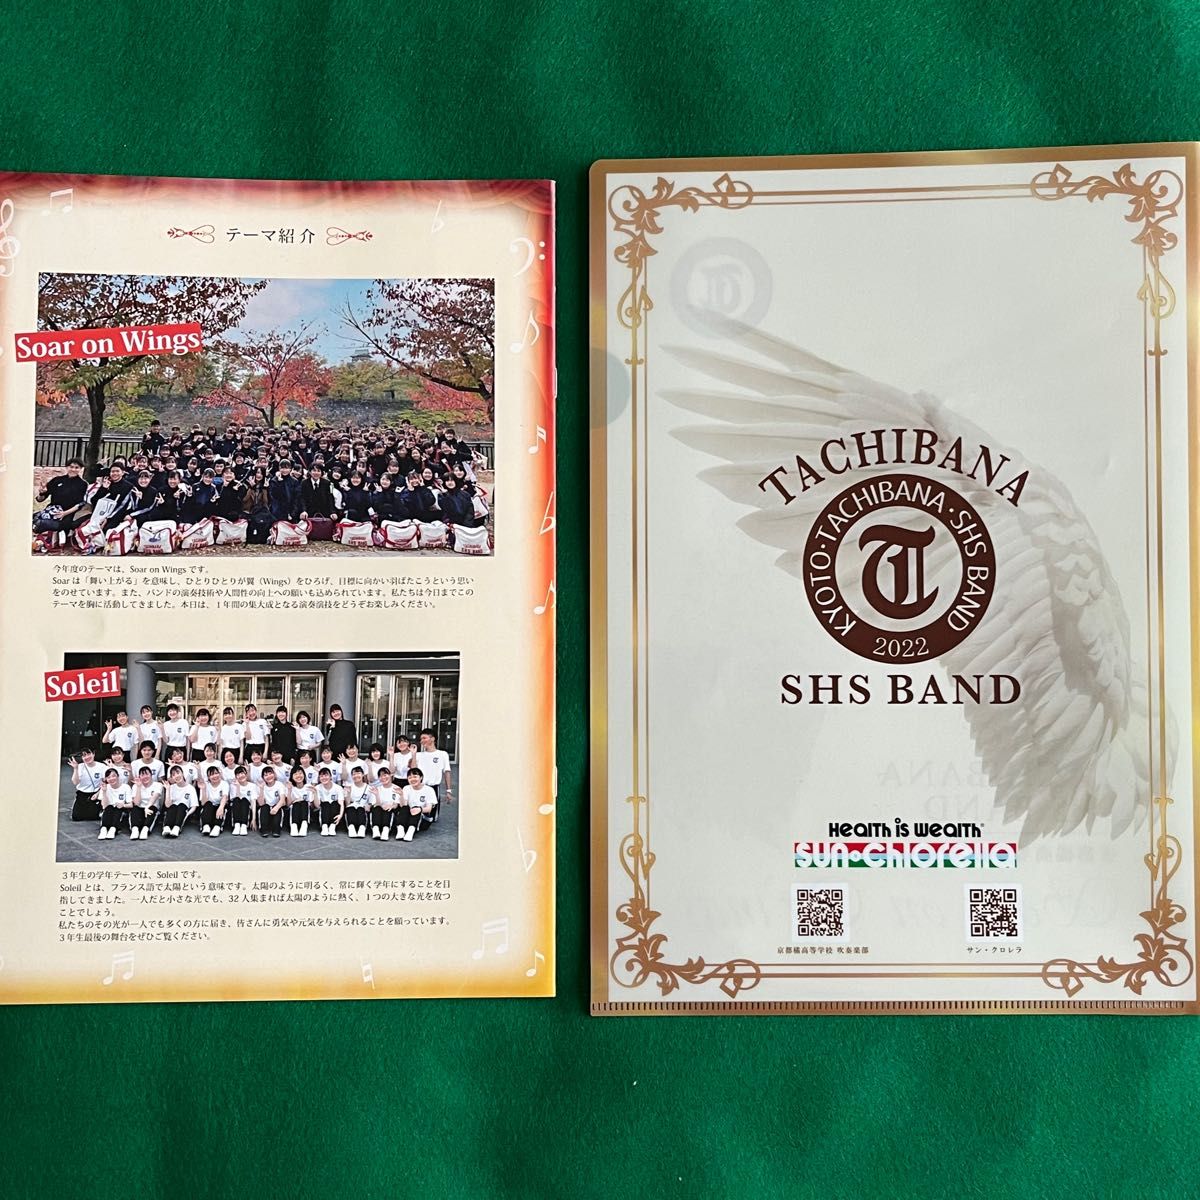 テーマ紹介
Soar on Wings
今年度のテーマは、Soar on Wings です。
Soar は「舞い上がる」を意味し、ひとりひとりが翼（Wings）をひろげ、目標に向かい羽ばたこうという思い
をのせています。また、バンドの演奏技術や人間性の向上への願いも込められています。私たちは今日までこの
テーマを胸に活動してきました。本日は、１年間の集大成となる演奏演技をどうぞお楽しみください。
Soleil
３年生の学年テーマは、Soleil です。
Soleil とは、フランス語で太陽という意味です。太陽のように明るく、常に輝く学年にすることを目
指してきました。一人だと小さな光でも、32 人集まれば太陽のように熱く、１つの大きな光を放つ
ことでしょう。
私たちのその光が一人でも多くの方に届き、皆さんに勇気や元気を与えられることを願っています。
３年生最後の舞台をぜひご覧ください。
TACHIBANA
KYOTO・TACHIBANA・SHS BAND
T
2022
SHS BAND
Health is Wealth®
sun・chlorella
京都橘高等学校 吹奏楽部
サン・クロレラ